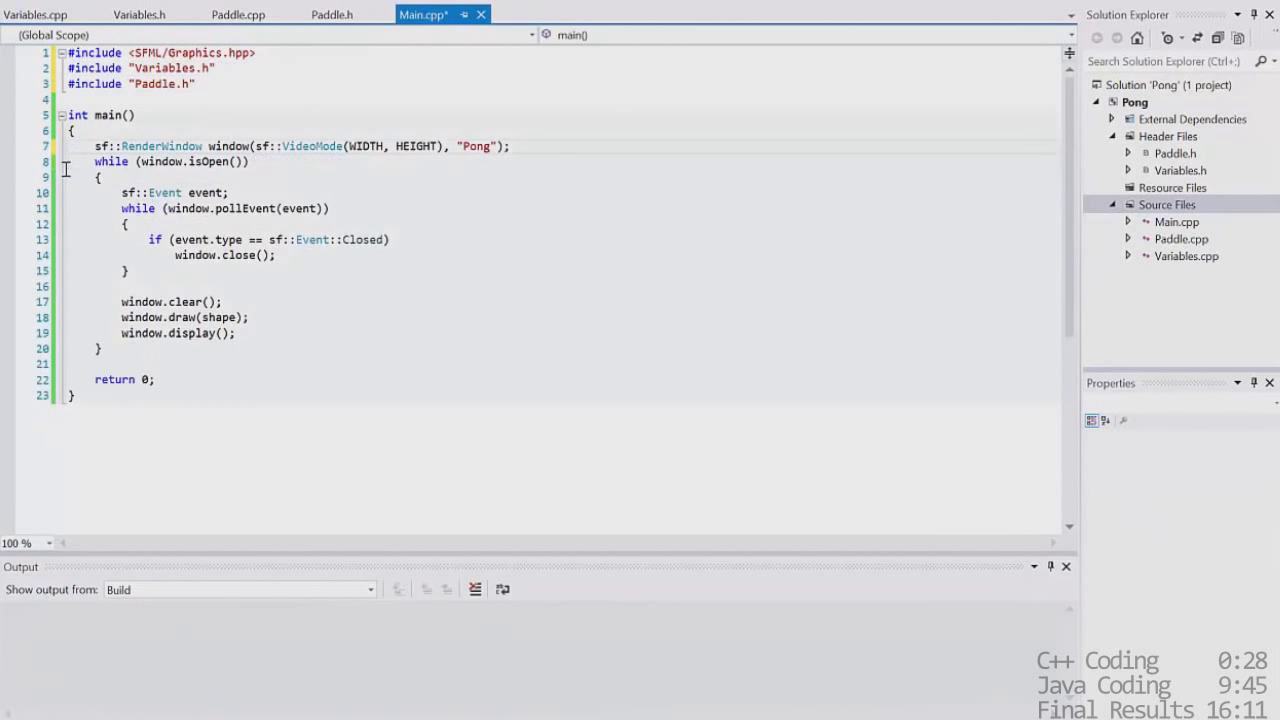 Variables.cpp Variables.h Paddle.cpp Paddle.h Main.cpp*
(Global Scope) main()
1 #include <SFML/Graphics.hpp>
2 #include "Variables.h"
3 #include "Paddle.h"
4
5 int main()
6 {
7 sf::RenderWindow window(sf::VideoMode(WIDTH, HEIGHT), "Pong");
8 while (window.isOpen())
9 {
10 sf::Event event;
11 while (window.pollEvent(event))
12 {
13 if (event.type == sf::Event::Closed)
14 window.close();
15 }
16
17 window.clear();
18 window.draw(shape);
19 window.display();
20 }
21
22 return 0;
23 }
100 %
Output
Show output from: Build
Solution Explorer
Search Solution Explorer (Ctrl+;)
Solution 'Pong' (1 project)
Pong
External Dependencies
Header Files
Paddle.h
Variables.h
Resource Files
Source Files
Main.cpp
Paddle.cpp
Variables.cpp
Properties
C++ Coding 0:28
Java Coding 9:45
Final Results 16:11